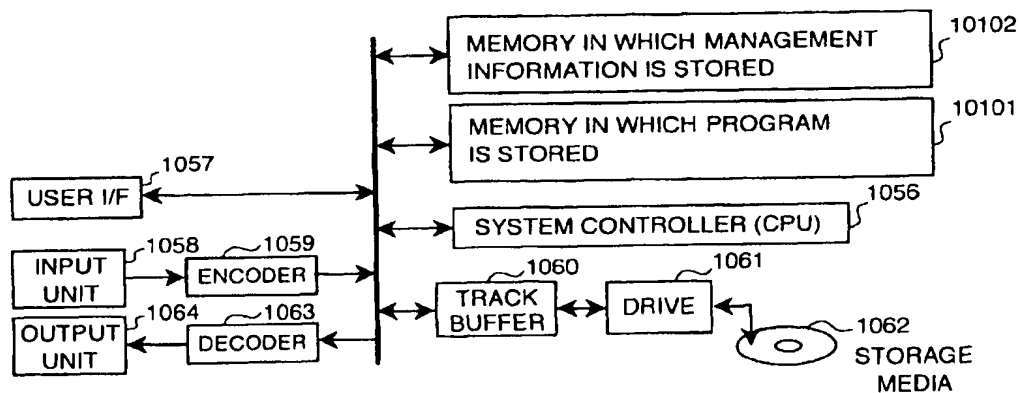 MEMORY IN WHICH MANAGEMENT
INFORMATION IS STORED
10102
MEMORY IN WHICH PROGRAM
IS STORED
10101
USER I/F
1057
SYSTEM CONTROLLER (CPU)
1056
INPUT
UNIT
1058
ENCODER
1059
TRACK
BUFFER
1060
DRIVE
1061
OUTPUT
UNIT
1064
DECODER
1063
1062
STORAGE
MEDIA